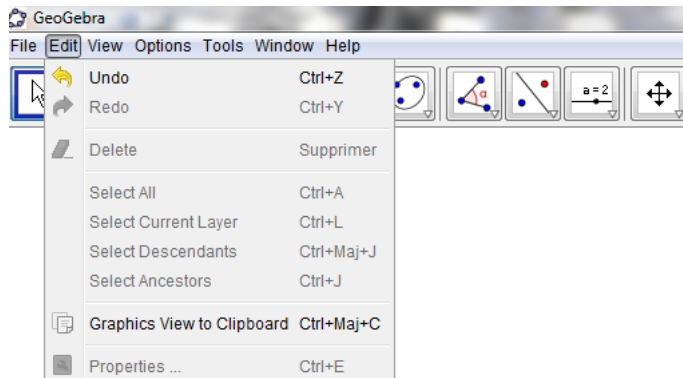 GeoGebra
File Edit View Options Tools Window Help
Undo Ctrl+Z
Redo Ctrl+Y
a = 2
α
Delete Supprimer
Select All Ctrl+A
Select Current Layer Ctrl+L
Select Descendants Ctrl+Maj+J
Select Ancestors Ctrl+J
Graphics View to Clipboard Ctrl+Maj+C
Properties ... Ctrl+E